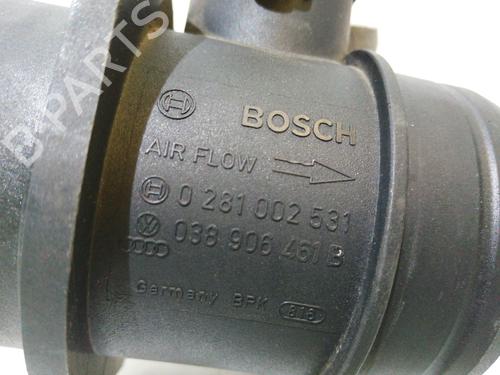 B-PARTS
BOSCH
AIR FLOW
0 281 002 531
038 906 461 B
Germany BPK